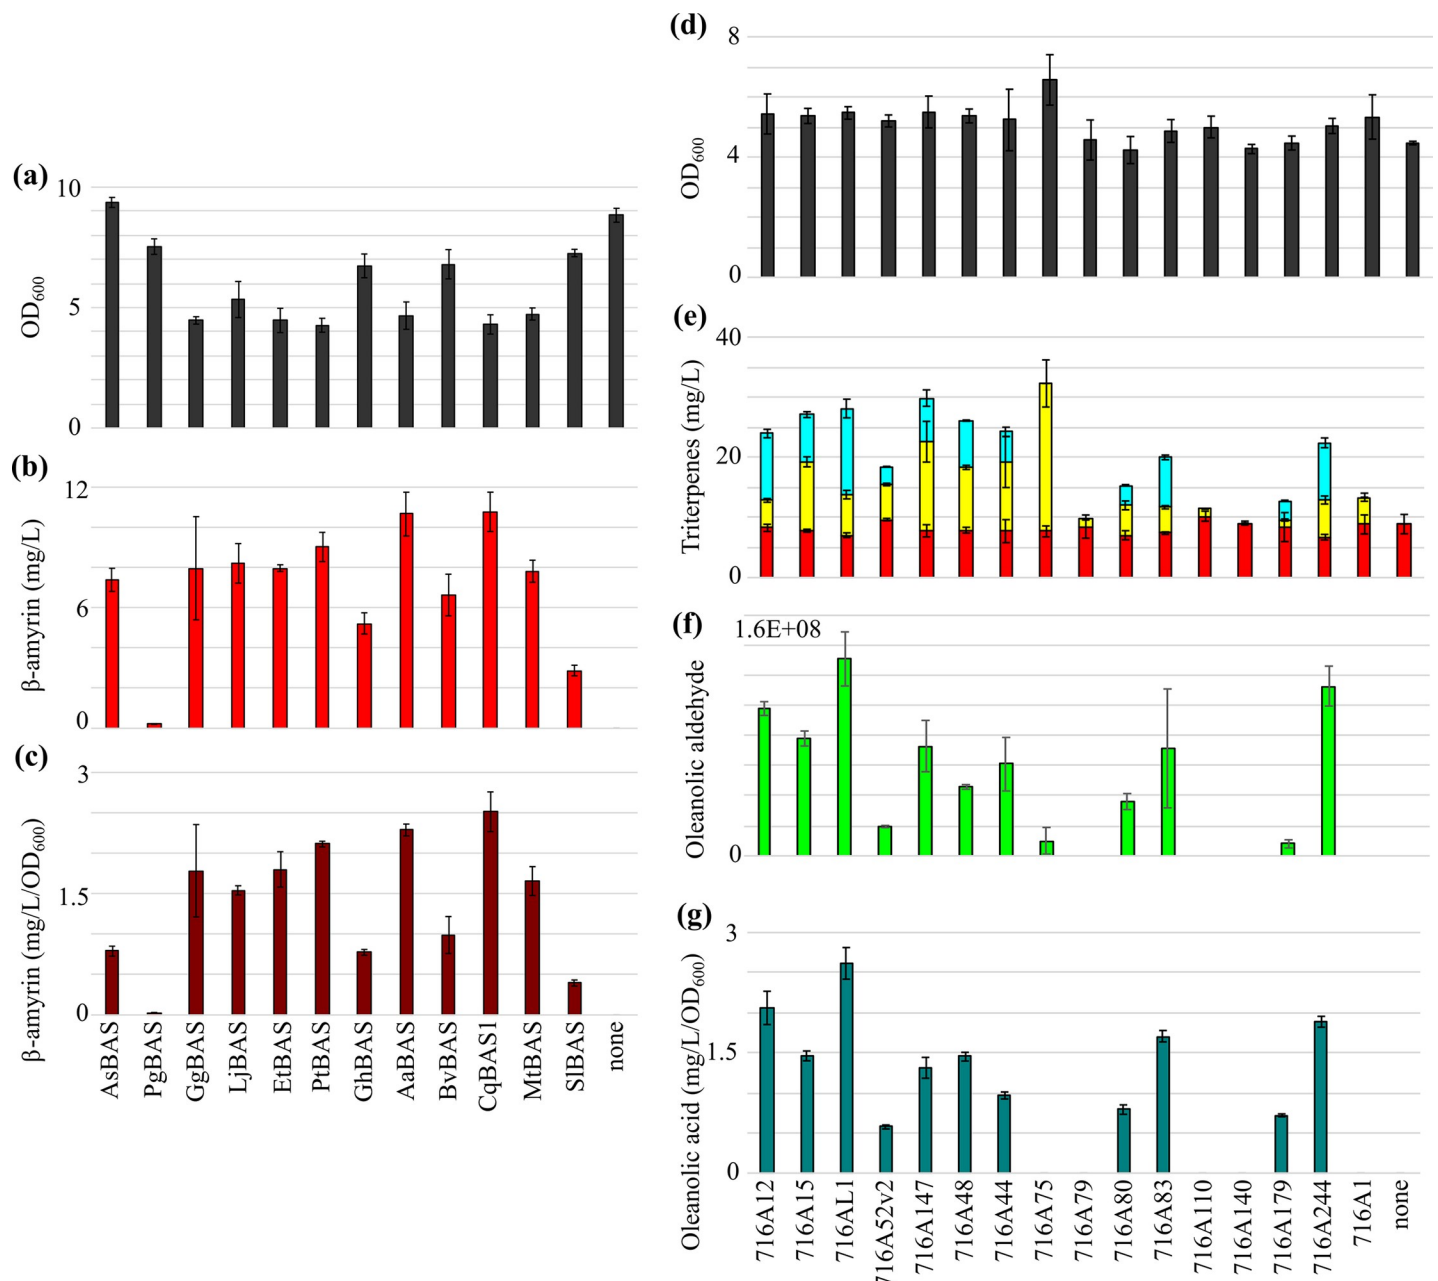 (a)
10
5
0
OD600
(b)
12
6
0
β-amyrin (mg/L)
(c)
3
1.5
0
β-amyrin (mg/L/OD600)
AsBAS
PgBAS
GgBAS
LjBAS
EtBAS
PtBAS
GhBAS
AaBAS
BvBAS
CqBAS1
MtBAS
SlBAS
none
(d)
8
4
0
OD600
(e)
40
20
0
Triterpenes (mg/L)
(f)
1.6E+08
0
Oleanolic aldehyde
(g)
3
1.5
0
Oleanolic acid (mg/L/OD600)
716A12
716A15
716AL1
716A52v2
716A147
716A48
716A44
716A75
716A79
716A80
716A83
716A110
716A140
716A179
716A244
716A1
none